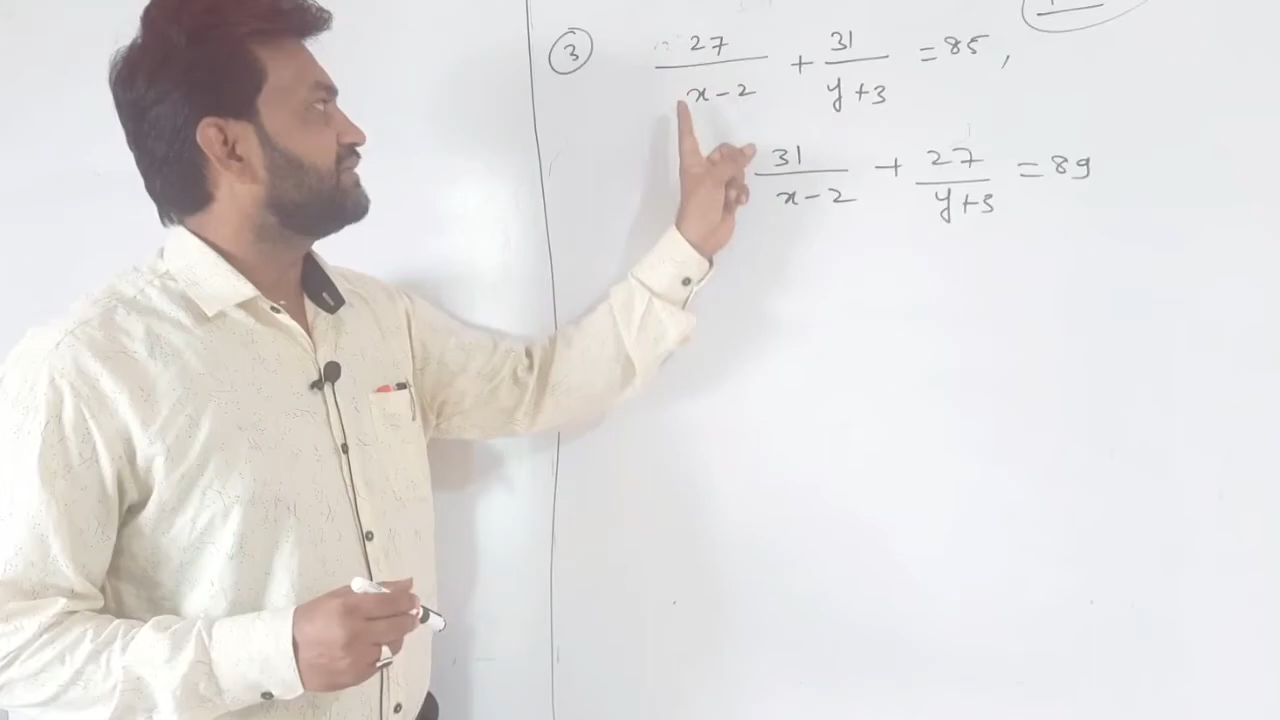 ③ 27/(x-2) + 31/(y+3) = 85,
31/(x-2) + 27/(y+3) = 89